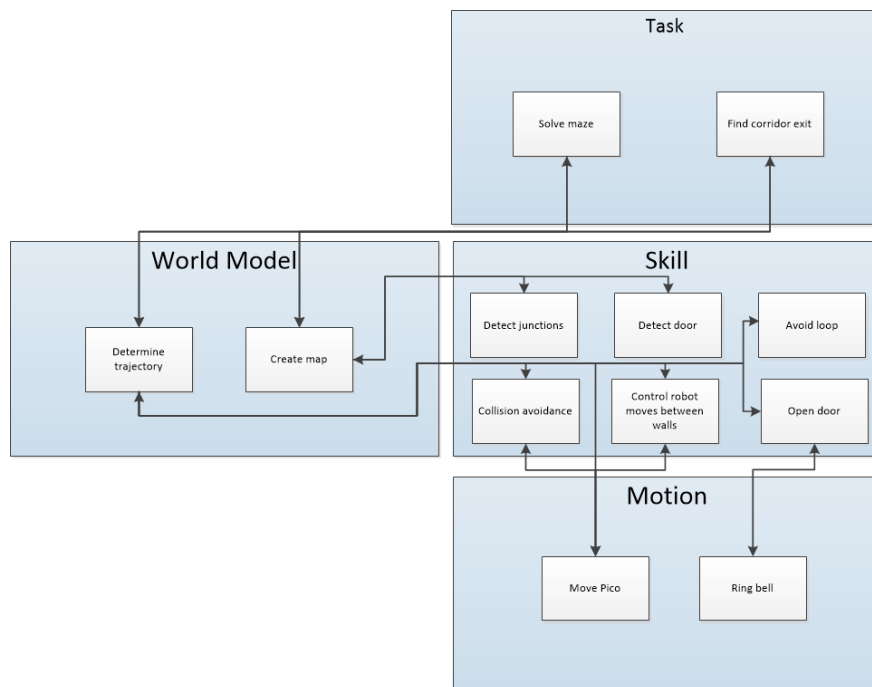 Task
Solve maze
Find corridor exit
World Model
Determine
trajectory
Create map
Skill
Detect junctions
Detect door
Avoid loop
Collision avoidance
Control robot
moves between
walls
Open door
Motion
Move Pico
Ring bell